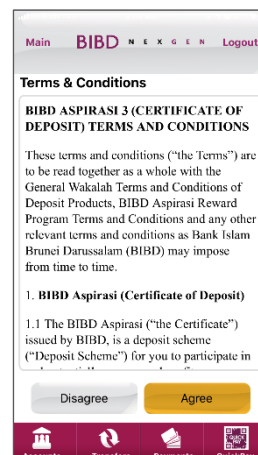 Main BIBD NEXGEN Logout
Terms & Conditions
BIBD ASPIRASI 3 (CERTIFICATE OF
DEPOSIT) TERMS AND CONDITIONS
These terms and conditions (“the Terms”) are
to be read together as a whole with the
General Wakalah Terms and Conditions of
Deposit Products, BIBD Aspirasi Reward
Program Terms and Conditions and any other
relevant terms and conditions as Bank Islam
Brunei Darussalam (BIBD) may impose
from time to time.
1. BIBD Aspirasi (Certificate of Deposit)
1.1 The BIBD Aspirasi (“the Certificate”)
issued by BIBD, is a deposit scheme
(“Deposit Scheme”) for you to participate in
Disagree Agree
QUICK
PAY